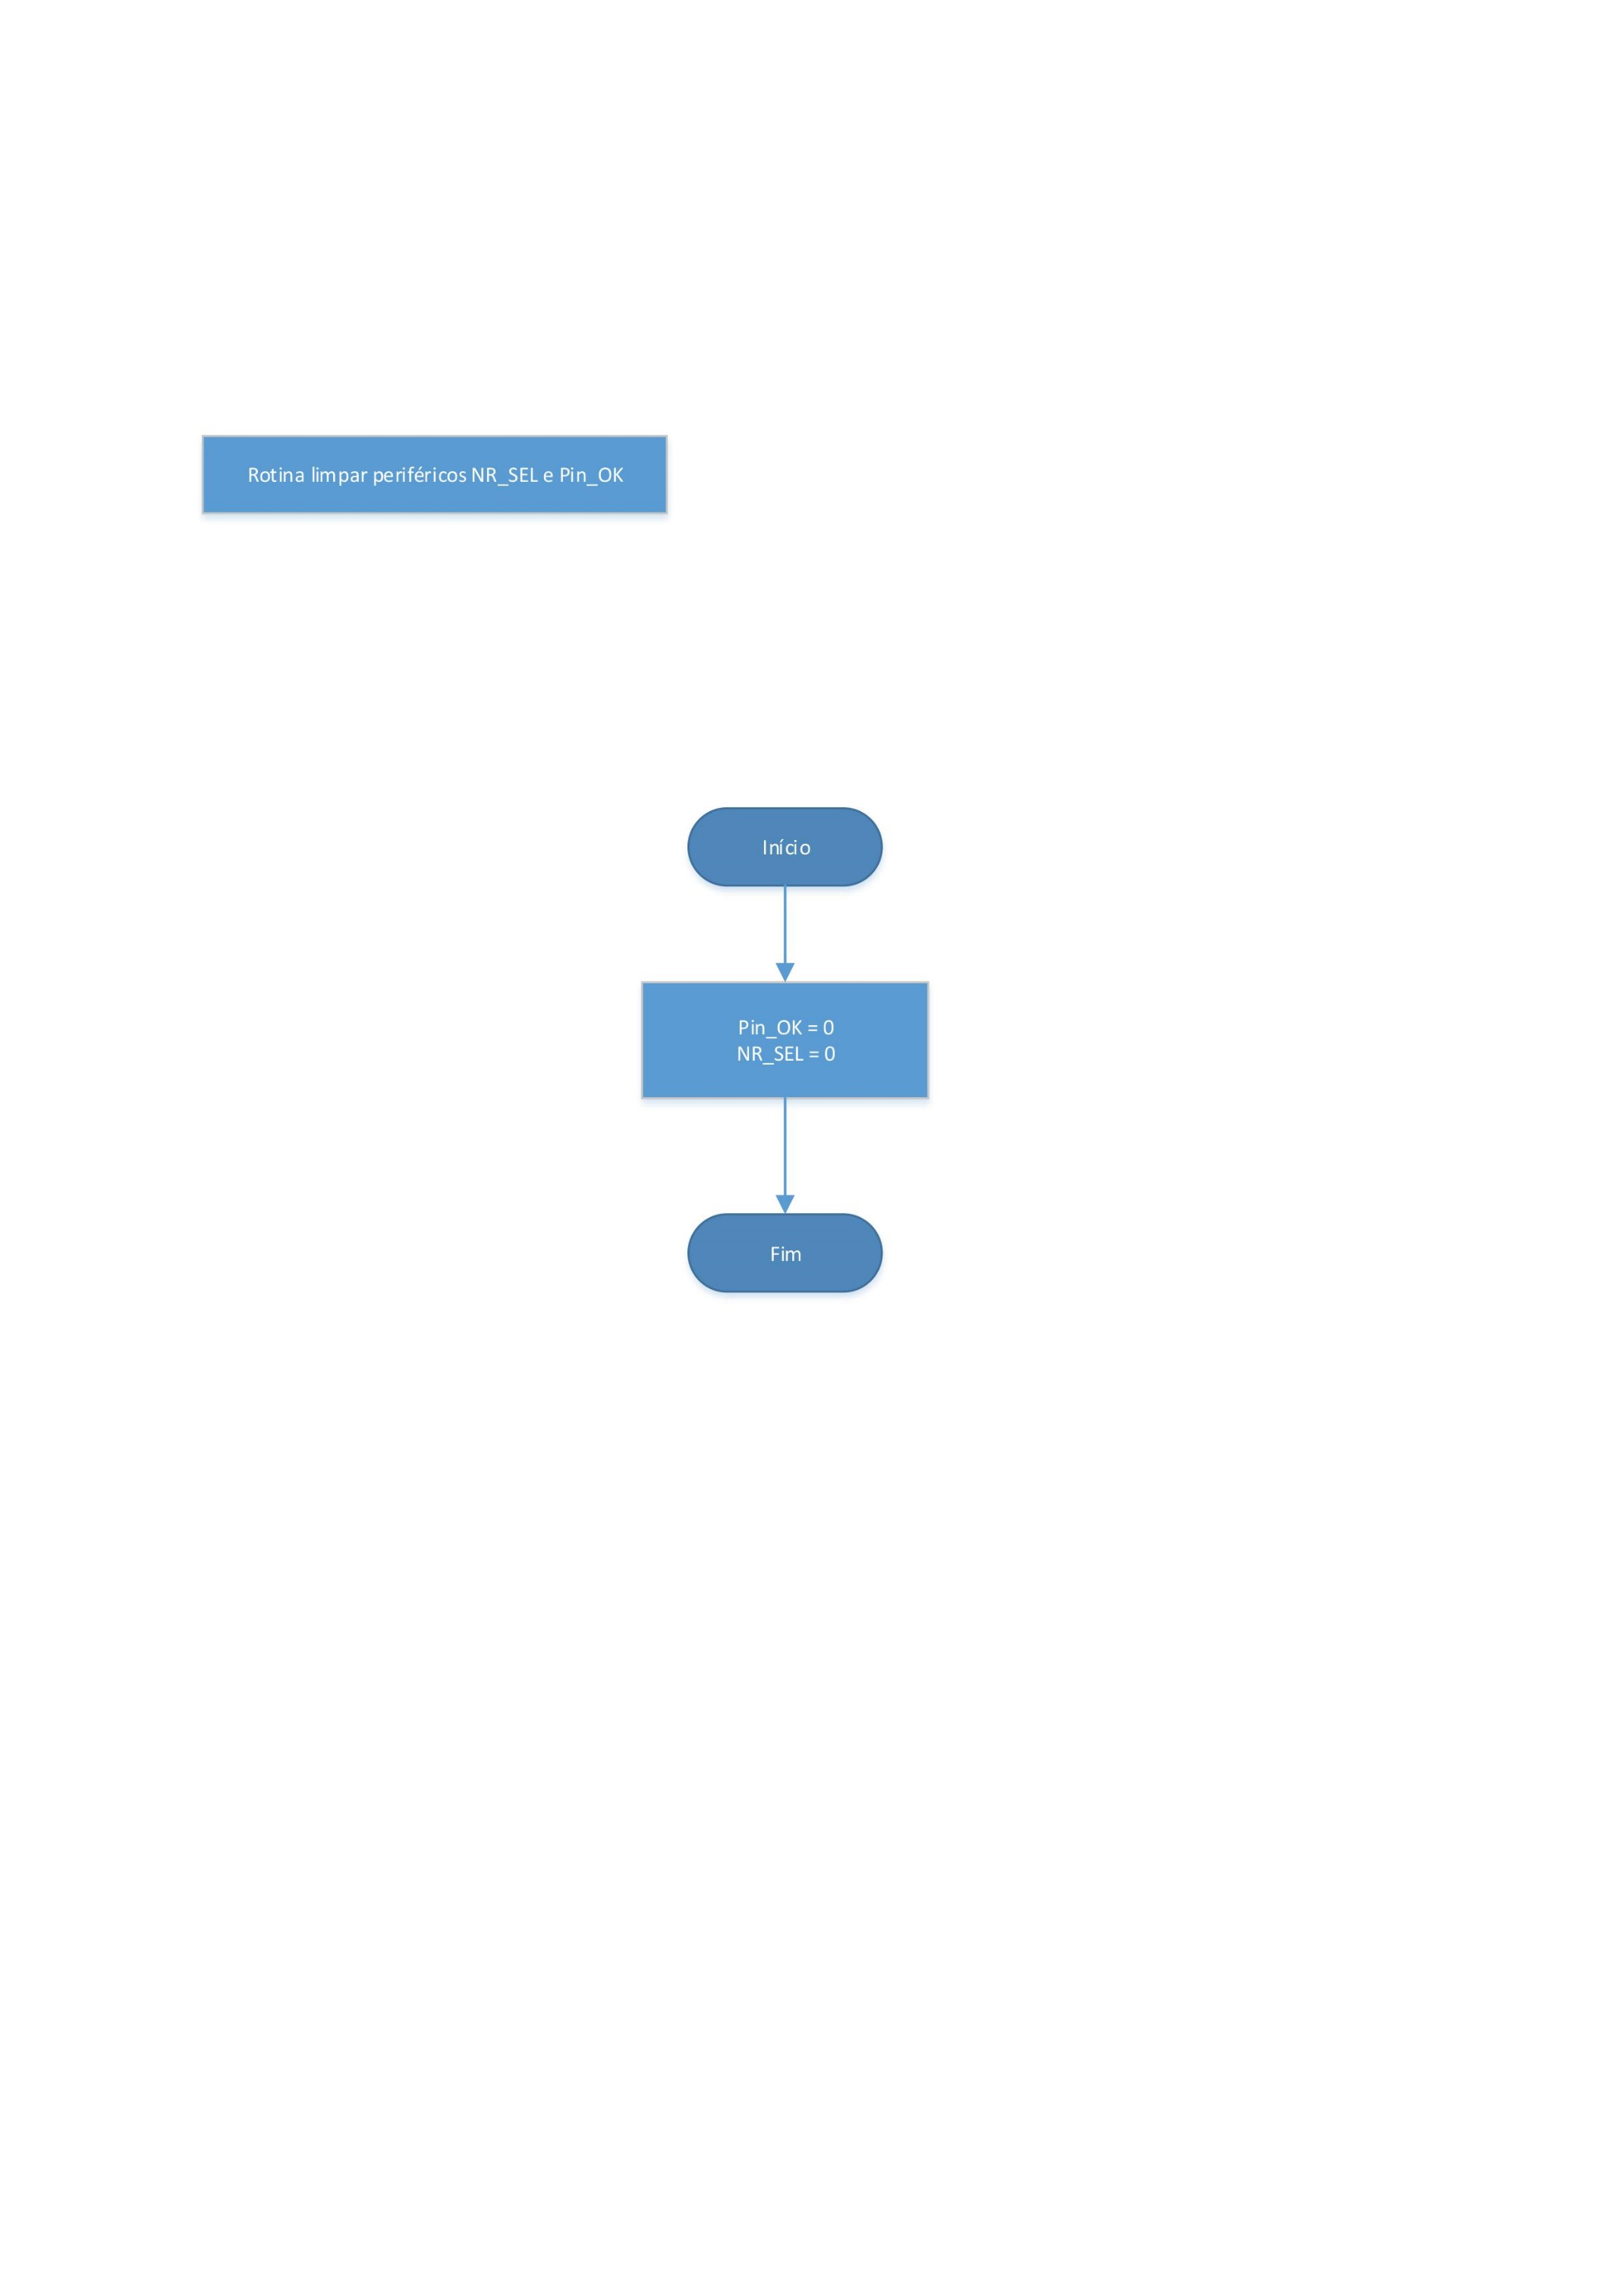 Rotina limpar periféricos NR_SEL e Pin_OK
Início
Pin_OK = 0
NR_SEL = 0
Fim